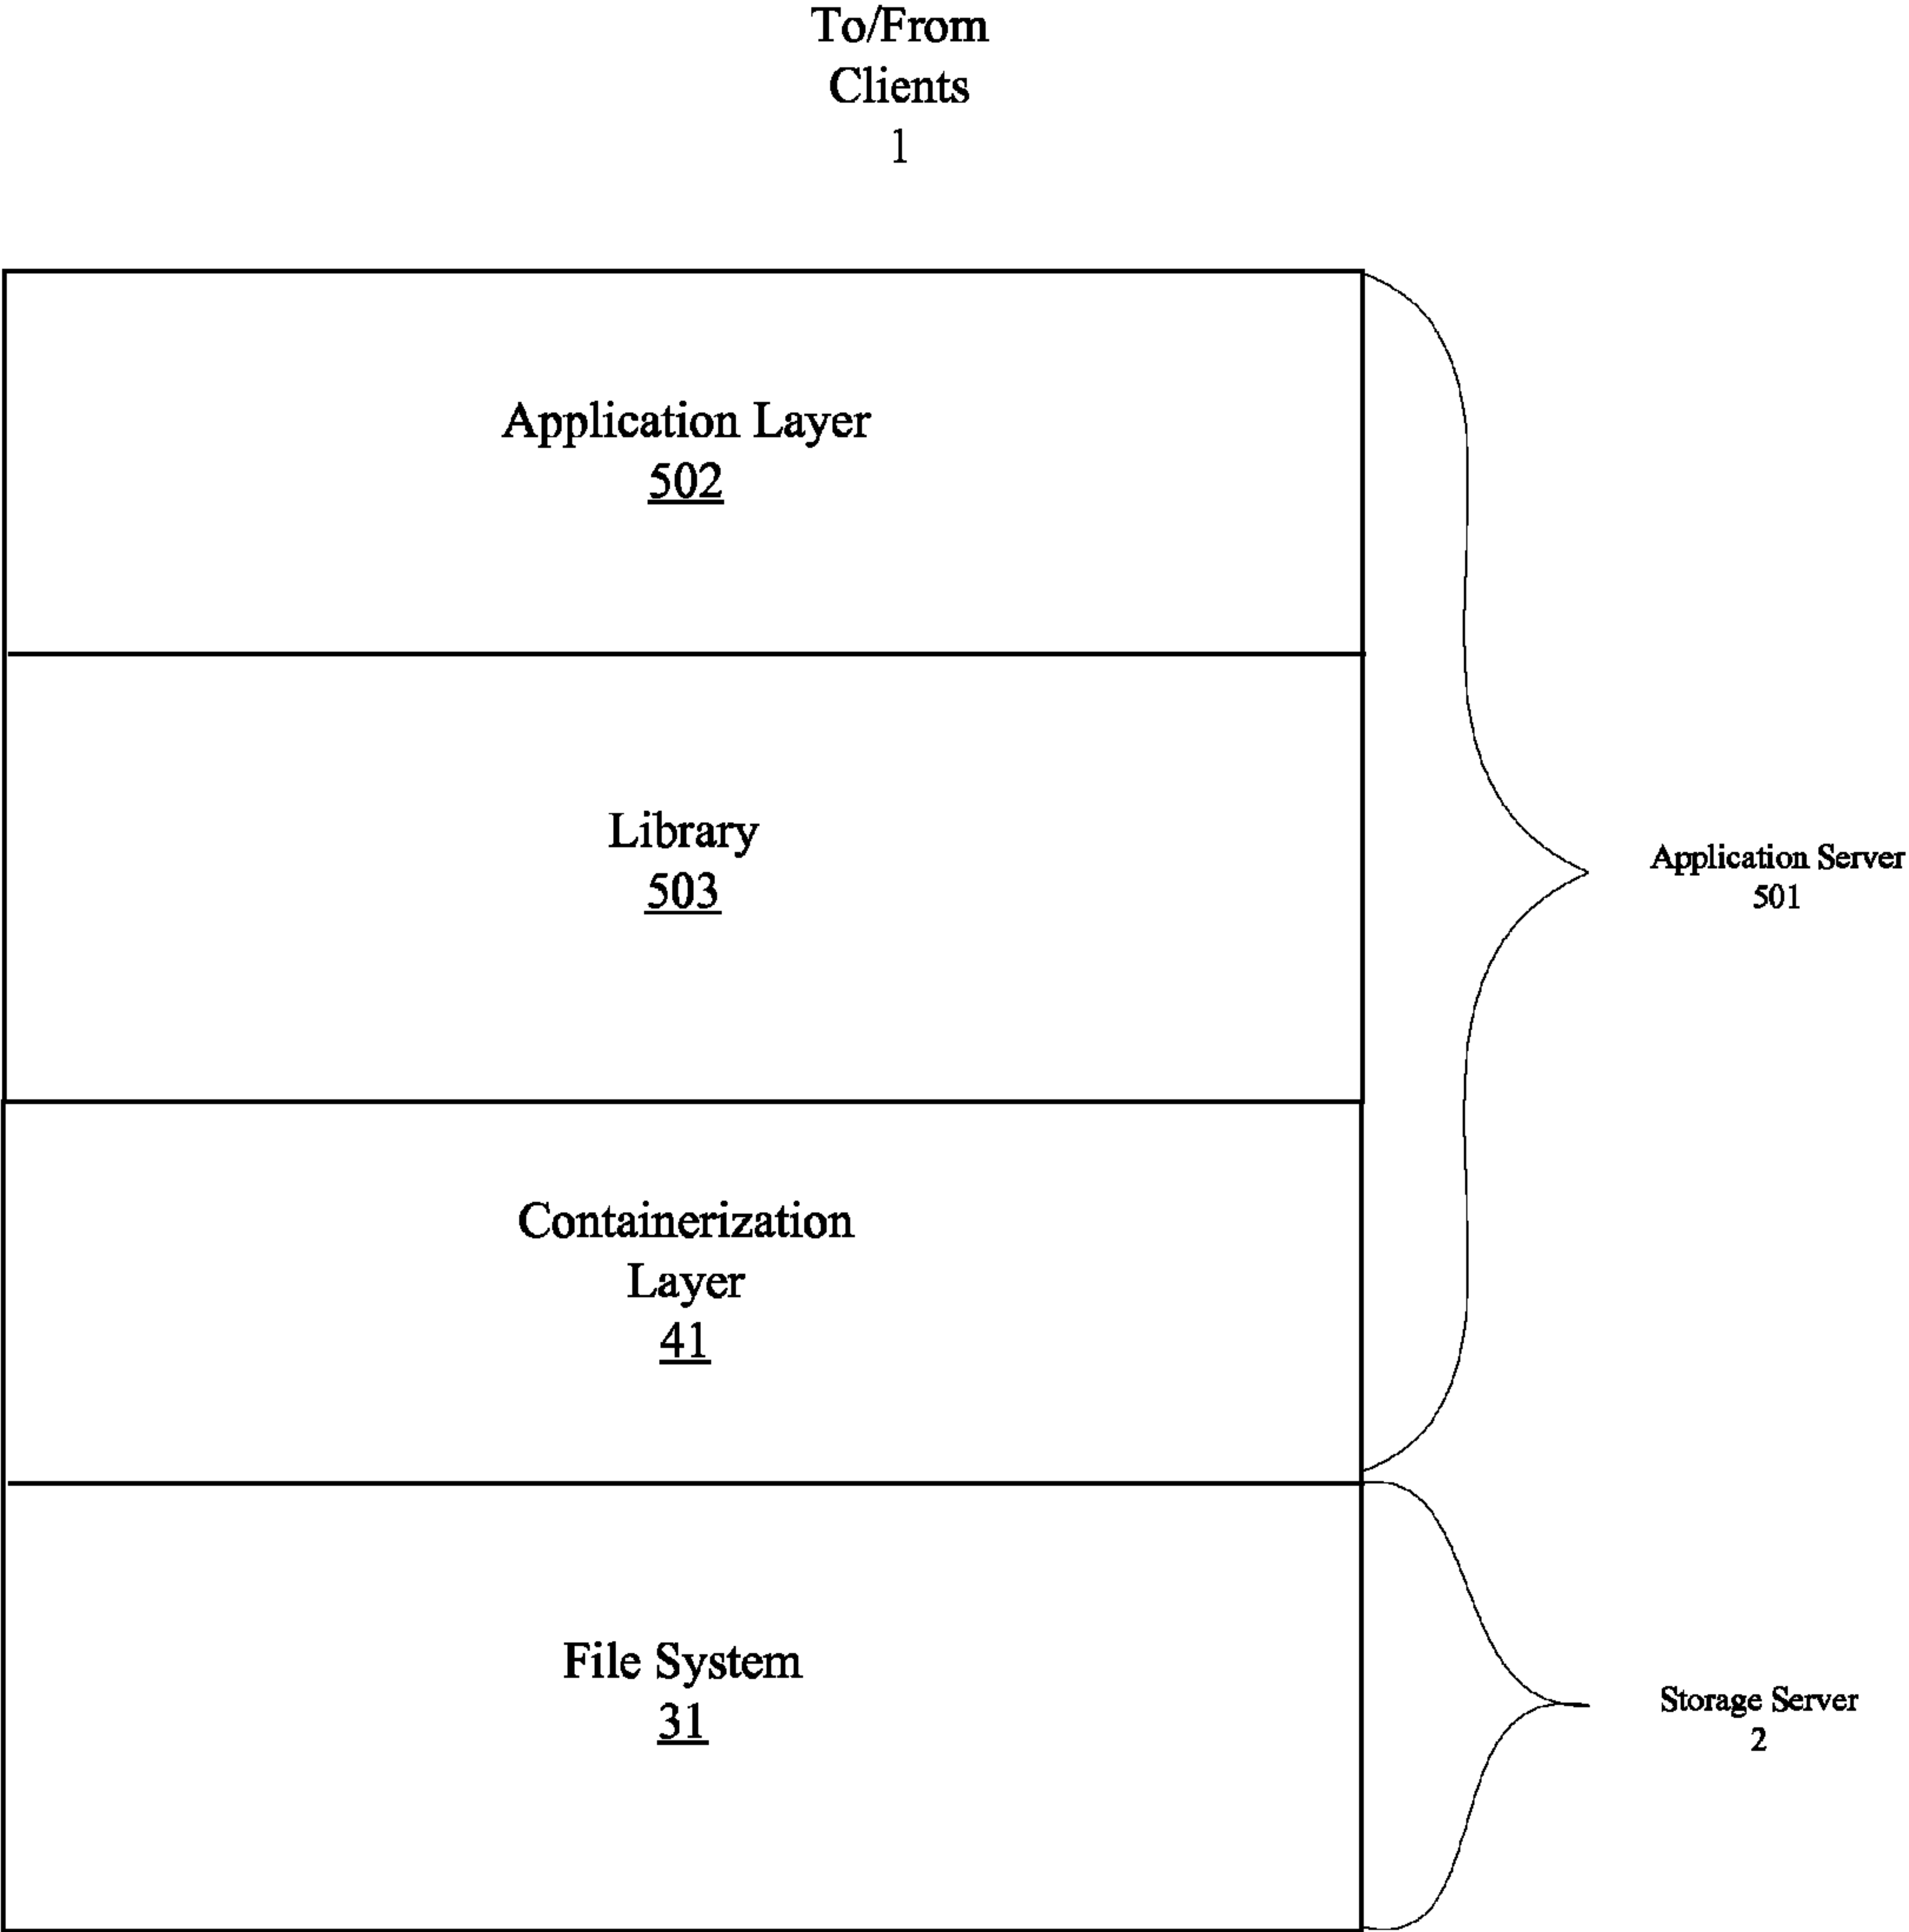 To/From
Clients
1
Application Layer
502
Library
503
Application Server
501
Containerization
Layer
41
File System
31
Storage Server
2